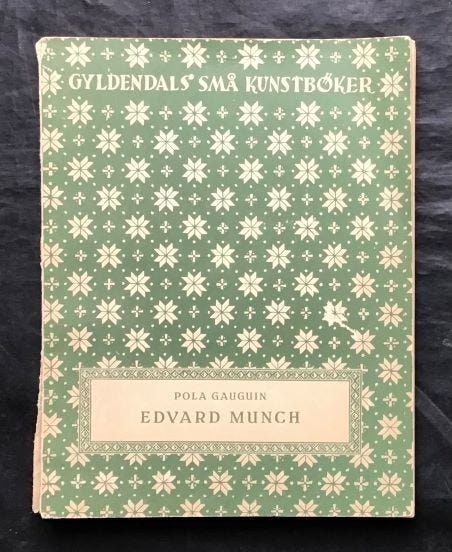 GYLDENDALS SMÅ KUNSTBØKER
POLA GAUGUIN
EDVARD MUNCH